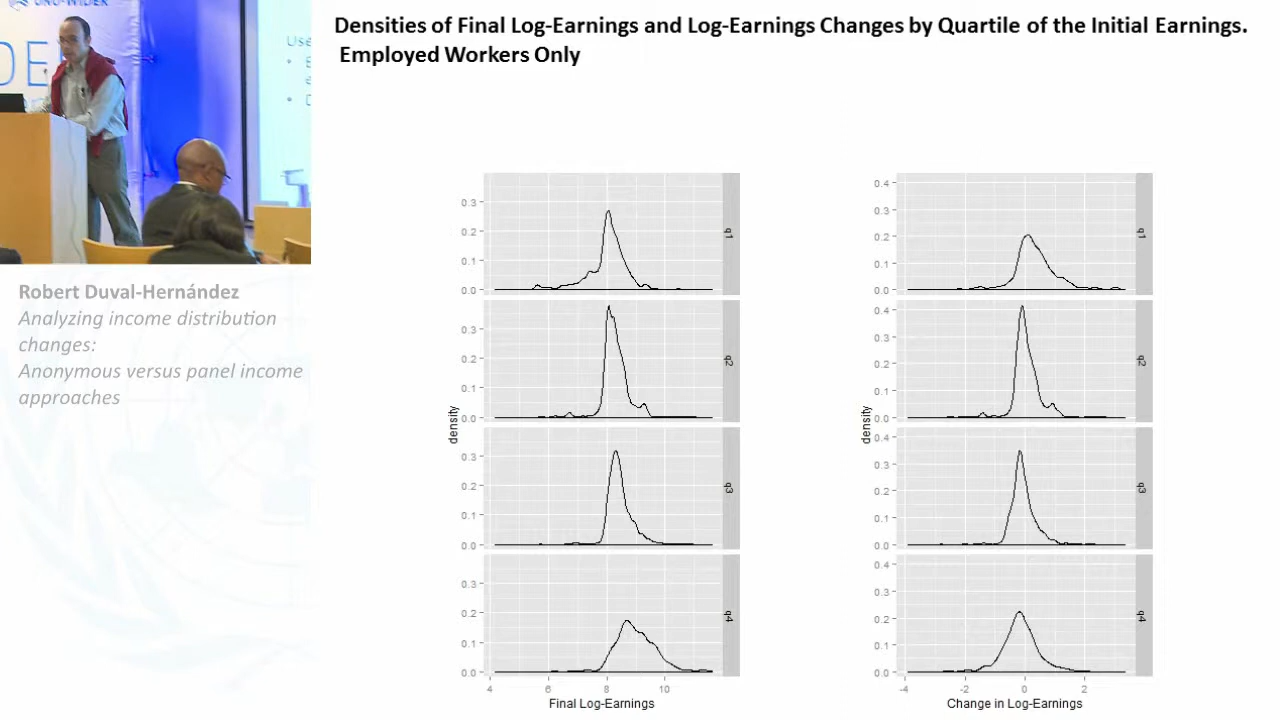 UNU-WIDER
DE
Use
Densities of Final Log-Earnings and Log-Earnings Changes by Quartile of the Initial Earnings.
Employed Workers Only
Robert Duval-Hernández
Analyzing income distribution
changes:
Anonymous versus panel income
approaches
density
0.3
0.2
0.1
0.0
q1
0.3
0.2
0.1
0.0
q2
0.3
0.2
0.1
0.0
q3
0.3
0.2
0.1
0.0
q4
4 6 8 10
Final Log-Earnings
density
0.4
0.3
0.2
0.1
0.0
q1
0.4
0.3
0.2
0.1
0.0
q2
0.4
0.3
0.2
0.1
0.0
q3
0.4
0.3
0.2
0.1
0.0
q4
-4 -2 0 2
Change in Log-Earnings